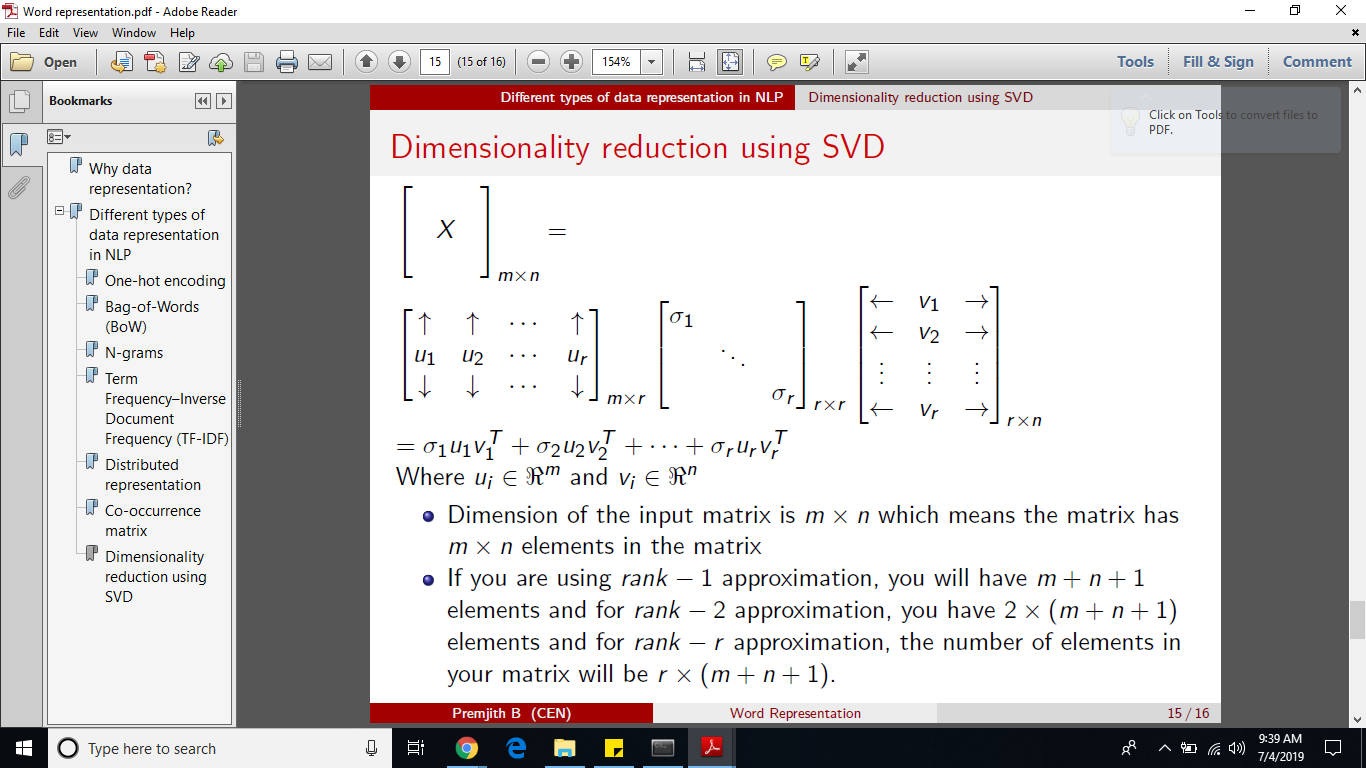 Word representation.pdf - Adobe Reader
File Edit View Window Help
Open 15 (15 of 16) 154% Tools Fill & Sign Comment
Bookmarks
Why data
representation?
Different types of
data representation
in NLP
One-hot encoding
Bag-of-Words
(BoW)
N-grams
Term
Frequency–Inverse
Document
Frequency (TF-IDF)
Distributed
representation
Co-occurrence
matrix
Dimensionality
reduction using
SVD
Different types of data representation in NLP Dimensionality reduction using SVD
Click on Tools to convert files to
PDF.
Dimensionality reduction using SVD
[X]m×n =
[↑ ↑ ⋯ ↑
u1 u2 ⋯ ur
↓ ↓ ⋯ ↓]m×r
[σ1
⋱
σr]r×r
[← v1 →
← v2 →
⋮ ⋮ ⋮
← vr →]r×n
= σ1u1v1^T + σ2u2v2^T + ⋯ + σrurvr^T
Where ui ∈ ℜ^m and vi ∈ ℜ^n
Dimension of the input matrix is m × n which means the matrix has
m × n elements in the matrix
If you are using rank − 1 approximation, you will have m + n + 1
elements and for rank − 2 approximation, you have 2 × (m + n + 1)
elements and for rank − r approximation, the number of elements in
your matrix will be r × (m + n + 1).
Premjith B (CEN) Word Representation 15 / 16
Type here to search
9:39 AM
7/4/2019